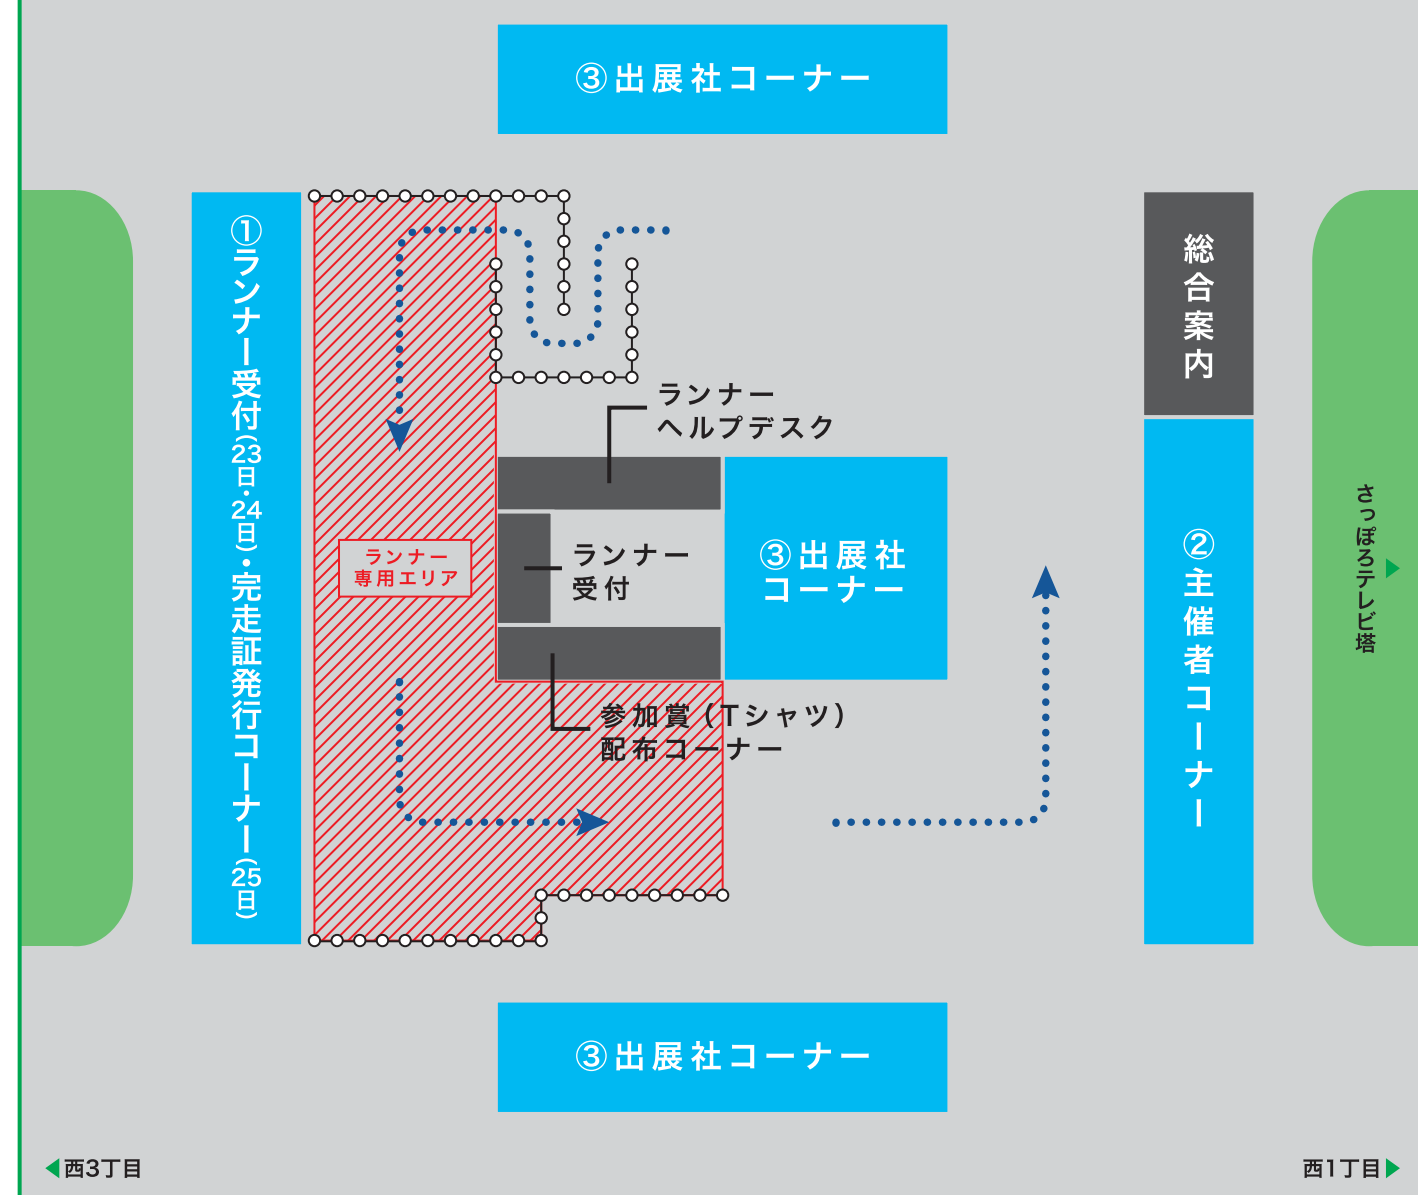 ③出展社コーナー
①ランナー受付(23日・24日)・完走証発行コーナー(25日)
総合案内
ランナー
ヘルプデスク
③出展社
コーナー
ランナー
専用エリア
ランナー
受付
②主催者コーナー
さっぽろテレビ塔
参加賞（Tシャツ）
配布コーナー
③出展社コーナー
西3丁目
西1丁目